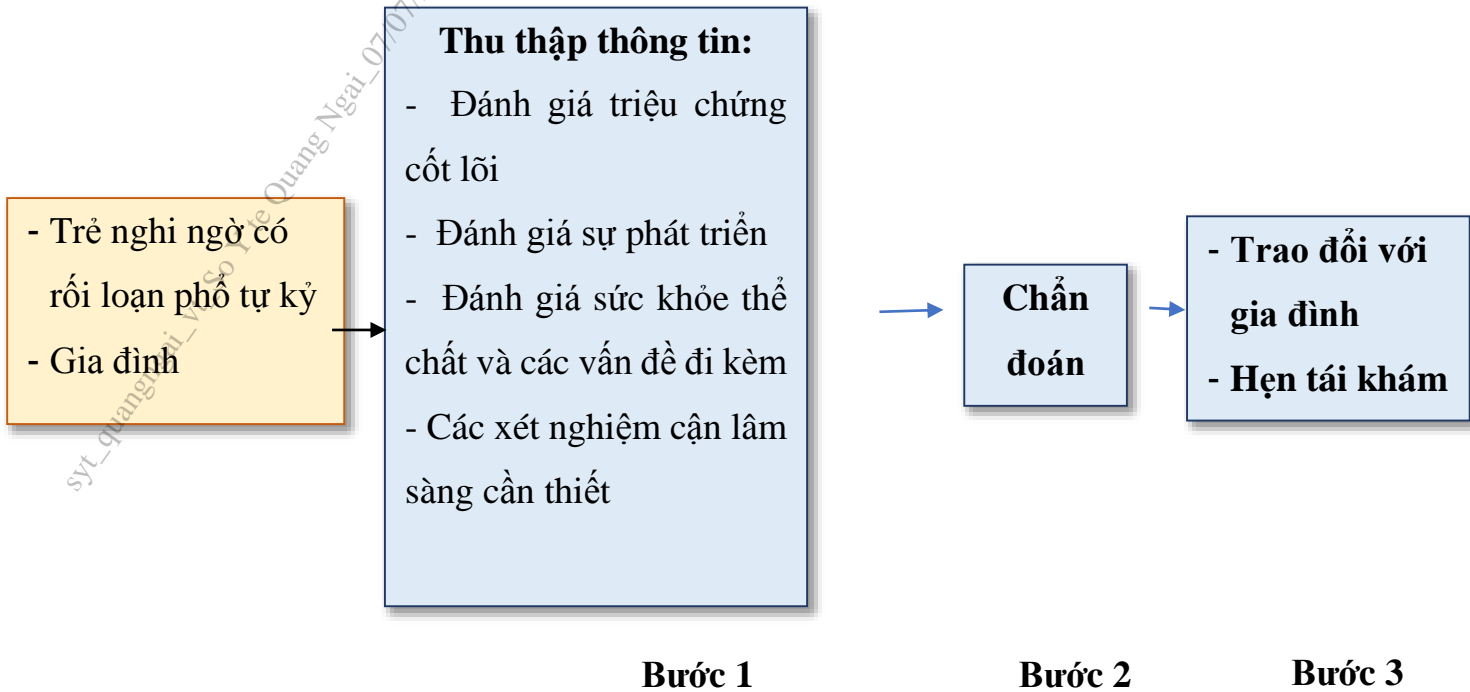 - Trẻ nghi ngờ có
rối loạn phổ tự kỷ
- Gia đình
Thu thập thông tin:
- Đánh giá triệu chứng
cốt lõi
- Đánh giá sự phát triển
- Đánh giá sức khỏe thể
chất và các vấn đề đi kèm
- Các xét nghiệm cận lâm
sàng cần thiết
Chẩn
đoán
- Trao đổi với
gia đình
- Hẹn tái khám
Bước 1
Bước 2
Bước 3